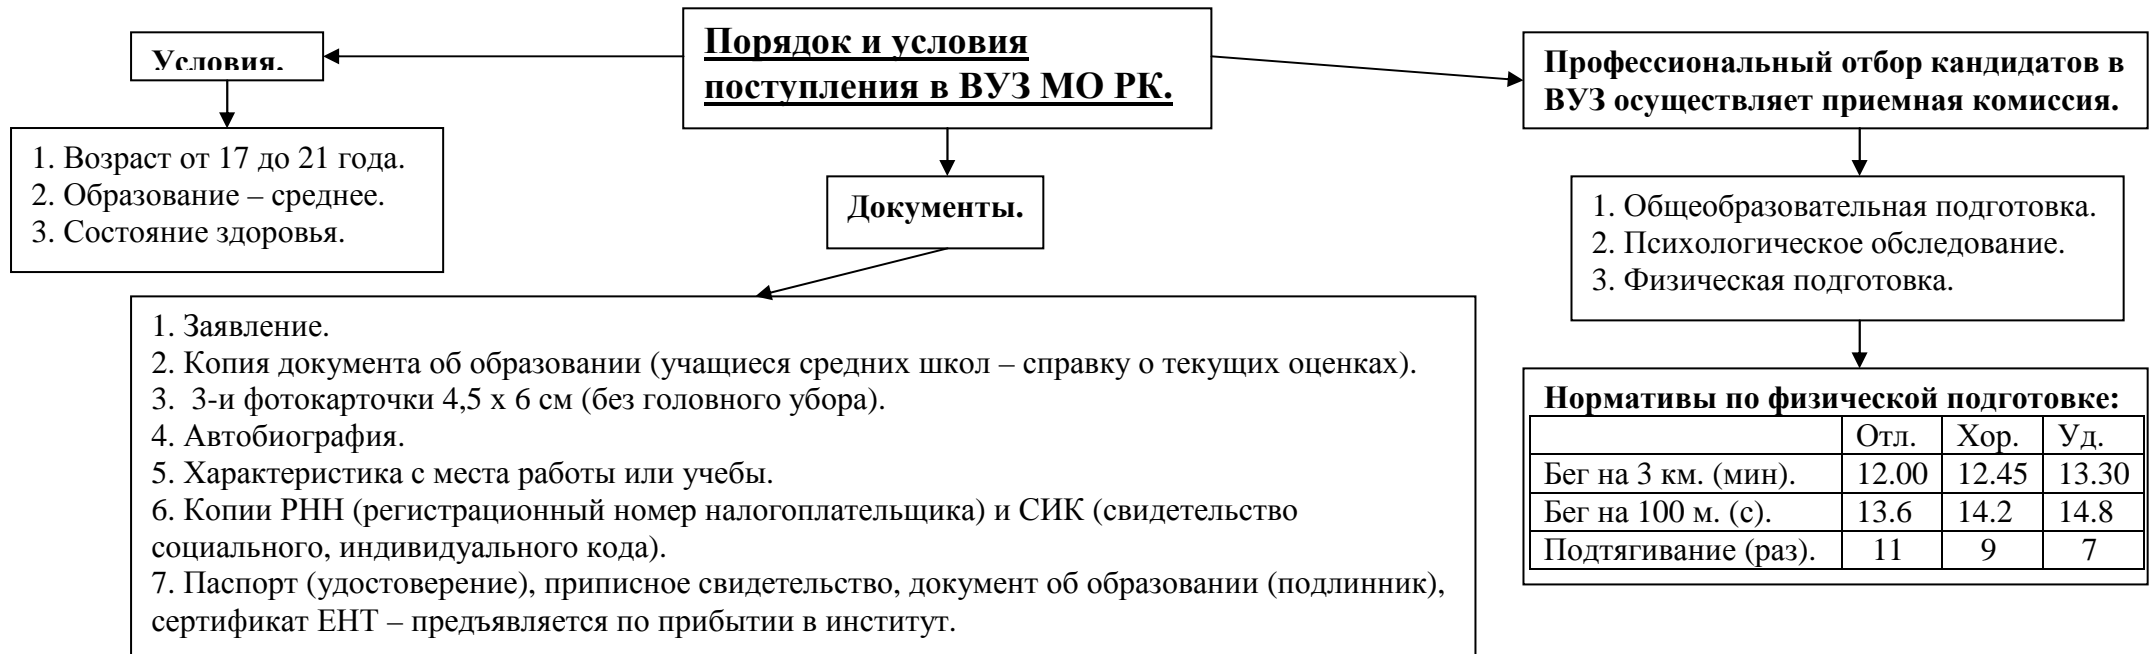 Порядок и условия
поступления в ВУЗ МО РК.
Условия.
1. Возраст от 17 до 21 года.
2. Образование – среднее.
3. Состояние здоровья.
Документы.
1. Заявление.
2. Копия документа об образовании (учащиеся средних школ – справку о текущих оценках).
3.  3-и фотокарточки 4,5 х 6 см (без головного убора).
4. Автобиография.
5. Характеристика с места работы или учебы.
6. Копии РНН (регистрационный номер налогоплательщика) и СИК (свидетельство
социального, индивидуального кода).
7. Паспорт (удостоверение), приписное свидетельство, документ об образовании (подлинник),
сертификат ЕНТ – предъявляется по прибытии в институт.
Профессиональный отбор кандидатов в
ВУЗ осуществляет приемная комиссия.
1. Общеобразовательная подготовка.
2. Психологическое обследование.
3. Физическая подготовка.
Нормативы по физической подготовке:
Отл. Хор. Уд.
Бег на 3 км. (мин). 12.00 12.45 13.30
Бег на 100 м. (с). 13.6 14.2 14.8
Подтягивание (раз). 11 9 7